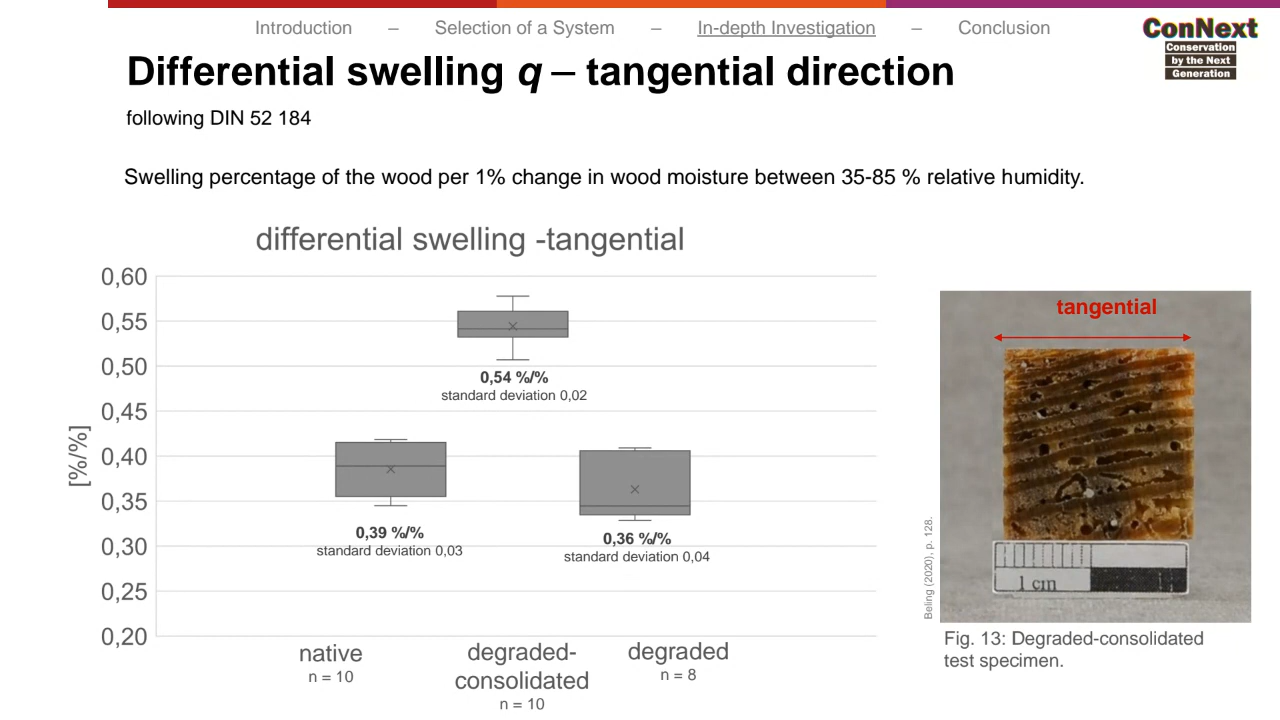 Introduction – Selection of a System – In-depth Investigation – Conclusion
ConNext
Conservation
by the Next
Generation
Differential swelling q – tangential direction
following DIN 52 184
Swelling percentage of the wood per 1% change in wood moisture between 35-85 % relative humidity.
differential swelling -tangential
[%/%]
0,60
0,55
0,50
0,45
0,40
0,35
0,30
0,25
0,20
0,54 %/%
standard deviation 0,02
0,39 %/%
standard deviation 0,03
0,36 %/%
standard deviation 0,04
native
n = 10
degraded-
consolidated
n = 10
degraded
n = 8
tangential
1 cm
Beling (2020), p. 128.
Fig. 13: Degraded-consolidated
test specimen.